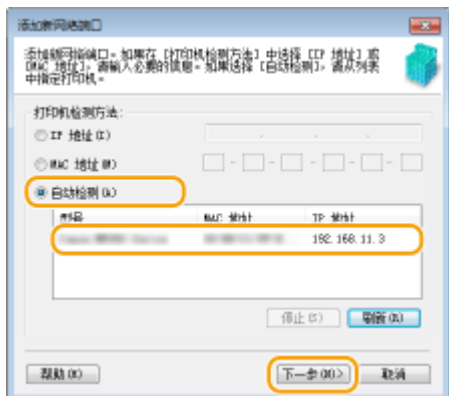 添加新网络端口
添加新网络端口。如果在 [打印机检测方法] 中选择 [IP 地址] 或
[MAC 地址]，请输入必要的信息。如果选择 [自动检测]，请从列表
中指定打印机。
打印机检测方法:
IP 地址(I)
MAC 地址(M)
自动检测(A)
型号 MAC 地址 IP 地址
192.168.11.3
停止(S) 刷新(R)
帮助(H) 下一步(N)> 取消